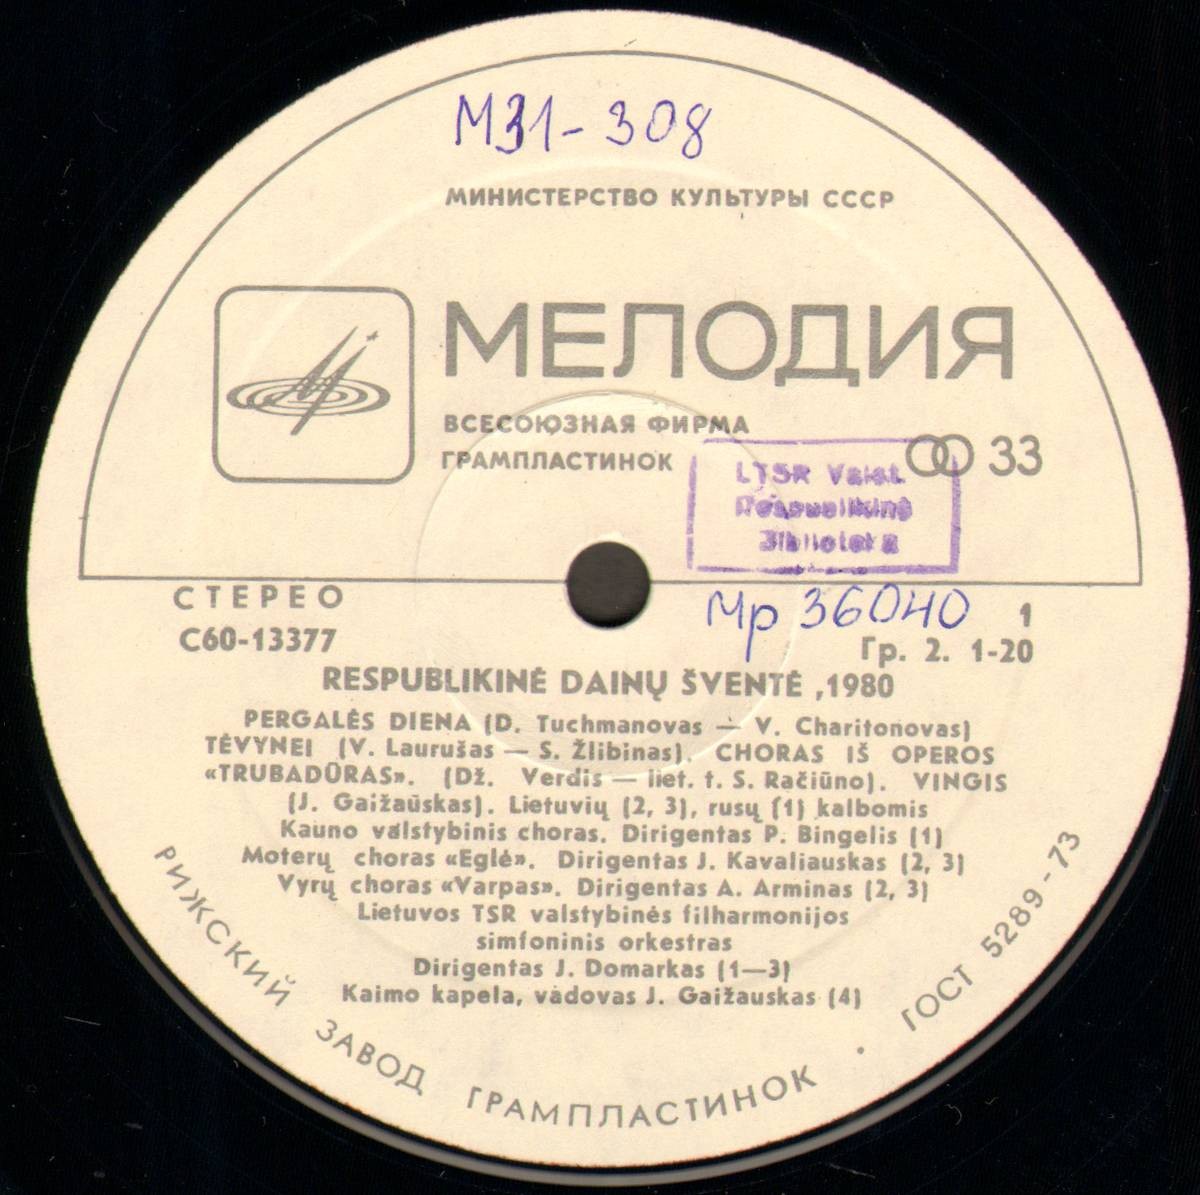 М31-308
МИНИСТЕРСТВО КУЛЬТУРЫ СССР
МЕЛОДИЯ
ВСЕСОЮЗНАЯ ФИРМА
ГРАМПЛАСТИНОК
33
LTSR Valst.
Respublikinė
Biblioteka
СТЕРЕО
Мр 36040
1
С60-13377
Гр. 2. 1-20
RESPUBLIKINĖ DAINŲ ŠVENTĖ ,1980
PERGALĖS DIENA (D. Tuchmanovas — V. Charitonovas)
TĖVYNEI (V. Laurušas — S. Žlibinas). CHORAS IŠ OPEROS
«TRUBADŪRAS». (Dž. Verdis — liet. t. S. Račiūno). VINGIS
(J. Gaižauskas). Lietuvių (2, 3), rusų (1) kalbomis
Kauno valstybinis choras. Dirigentas P. Bingelis (1)
Moterų choras «Eglė». Dirigentas J. Kavaliauskas (2, 3)
Vyrų choras «Varpas». Dirigentas A. Arminas (2, 3)
Lietuvos TSR valstybinės filharmonijos
simfoninis orkestras
Dirigentas J. Domarkas (1—3)
Kaimo kapela, vadovas J. Gaižauskas (4)
РИЖСКИЙ ЗАВОД ГРАМПЛАСТИНОК · ГОСТ 5289-73